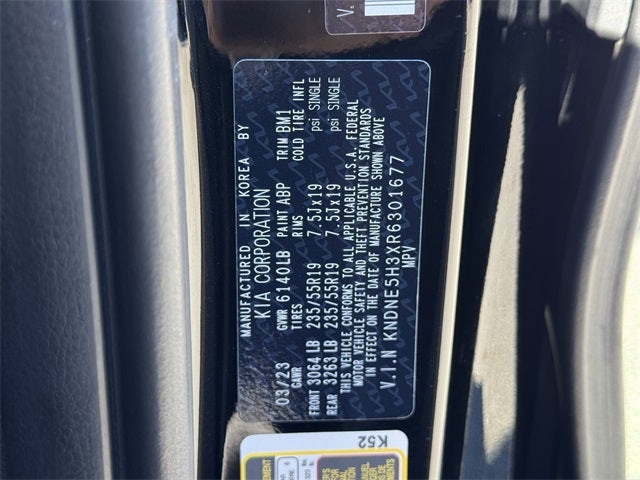 V.
MANUFACTURED IN KOREA BY
KIA CORPORATION
03/23 GVWR 6140LB PAINT ABP TRIM BM1
GAWR TIRES RIMS COLD TIRE INFL
FRONT 3064 LB 235/55R19 7.5Jx19 psi SINGLE
REAR 3263 LB 235/55R19 7.5Jx19 psi SINGLE
THIS VEHICLE CONFORMS TO ALL APPLICABLE U.S.A. FEDERAL
MOTOR VEHICLE SAFETY AND THEFT PREVENTION STANDARDS
IN EFFECT ON THE DATE OF MANUFACTURE SHOWN ABOVE
V.I.N KNDNE5H3XR6301677
MPV
K52